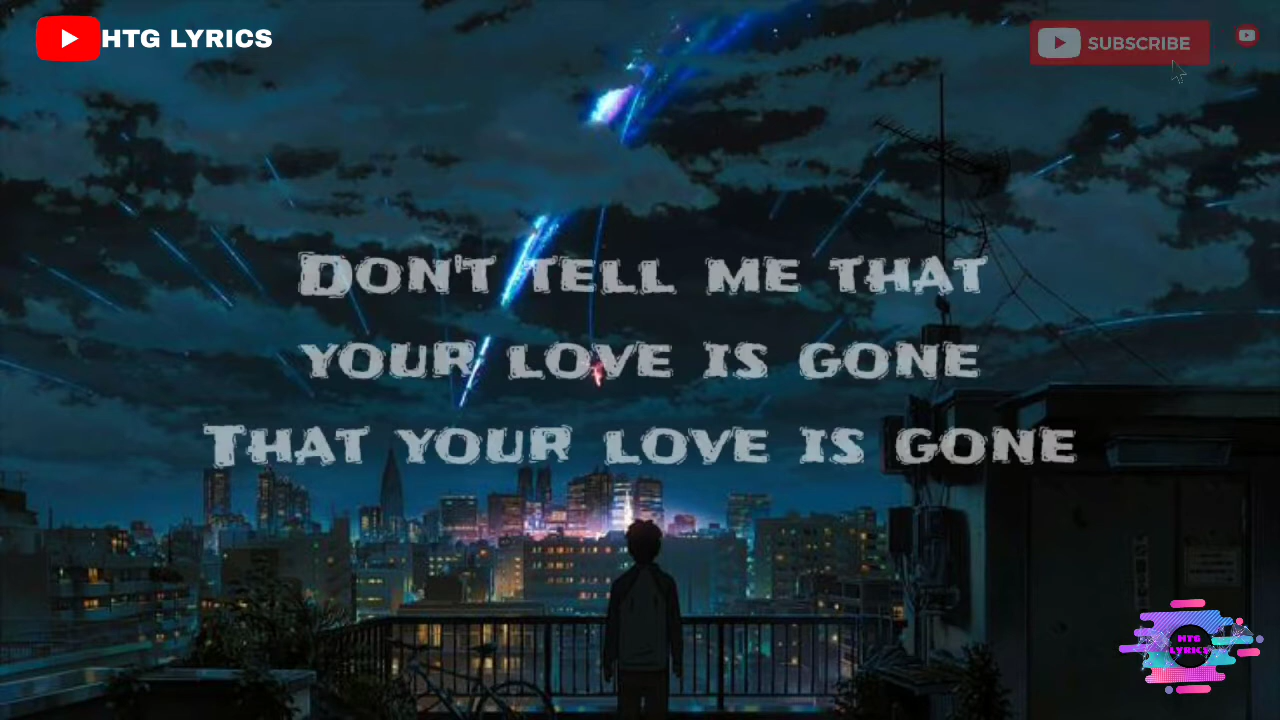 HTG LYRICS
SUBSCRIBE
DON'T TELL ME THAT
YOUR LOVE IS GONE
THAT YOUR LOVE IS GONE
HTG
LYRICS